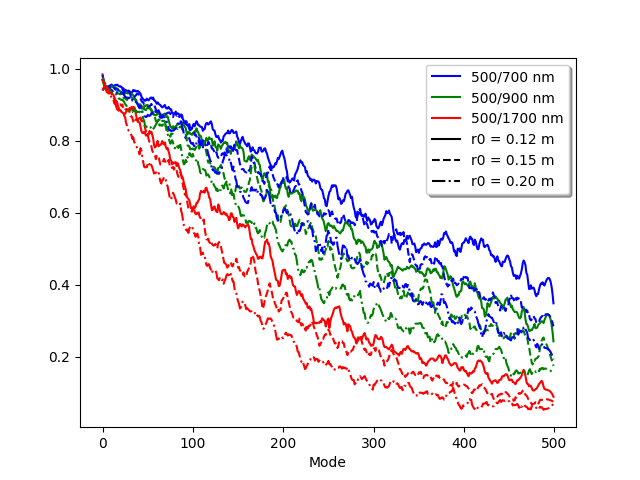 1.0
0.8
0.6
0.4
0.2
0
100
200
300
400
500
Mode
500/700 nm
500/900 nm
500/1700 nm
r0 = 0.12 m
r0 = 0.15 m
r0 = 0.20 m